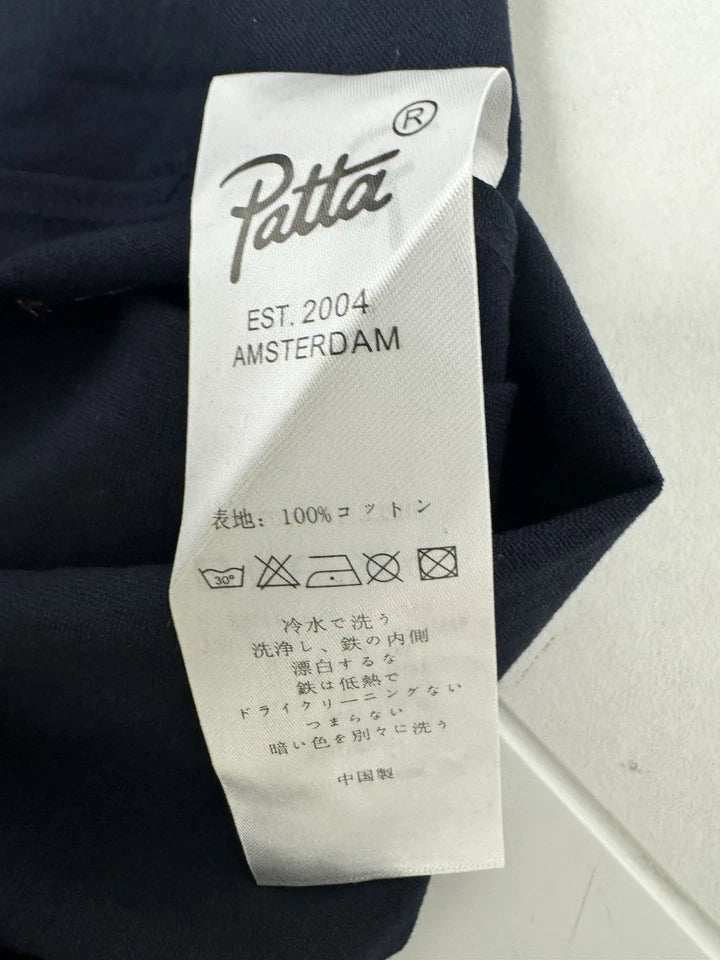 Patta®
EST. 2004
AMSTERDAM
表地: 100%コットン
30°
冷水で洗う
洗浄し、鉄の内側
漂白するな
鉄は低熱で
ドライクリーニングない
つまらない
暗い色を別々に洗う
中国製